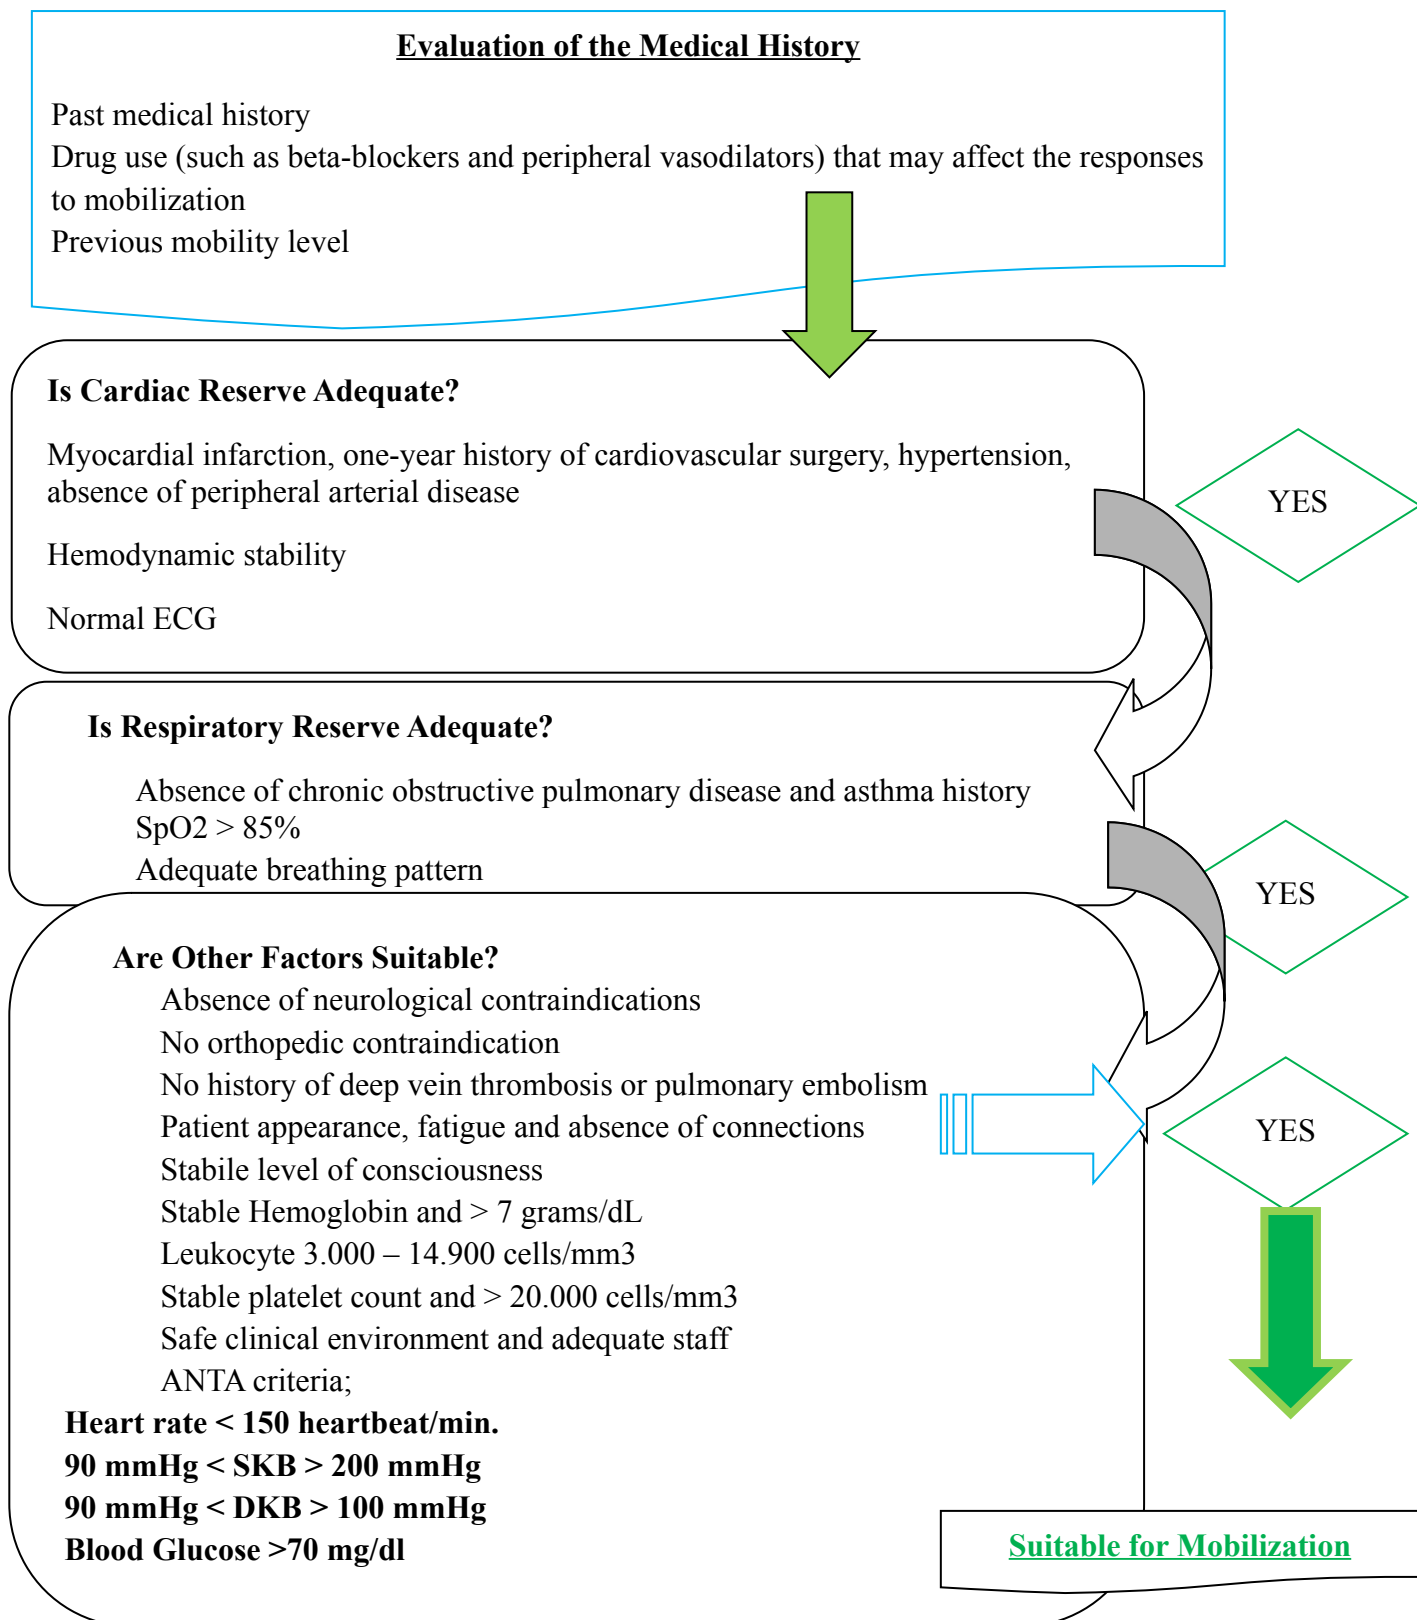 Evaluation of the Medical History
Past medical history
Drug use (such as beta-blockers and peripheral vasodilators) that may affect the responses
to mobilization
Previous mobility level
Is Cardiac Reserve Adequate?
Myocardial infarction, one-year history of cardiovascular surgery, hypertension,
absence of peripheral arterial disease
Hemodynamic stability
Normal ECG
YES
Is Respiratory Reserve Adequate?
Absence of chronic obstructive pulmonary disease and asthma history
SpO2 > 85%
Adequate breathing pattern
YES
Are Other Factors Suitable?
Absence of neurological contraindications
No orthopedic contraindication
No history of deep vein thrombosis or pulmonary embolism
Patient appearance, fatigue and absence of connections
Stabile level of consciousness
Stable Hemoglobin and > 7 grams/dL
Leukocyte 3.000 – 14.900 cells/mm3
Stable platelet count and > 20.000 cells/mm3
Safe clinical environment and adequate staff
ANTA criteria;
Heart rate < 150 heartbeat/min.
90 mmHg < SKB > 200 mmHg
90 mmHg < DKB > 100 mmHg
Blood Glucose >70 mg/dl
YES
Suitable for Mobilization